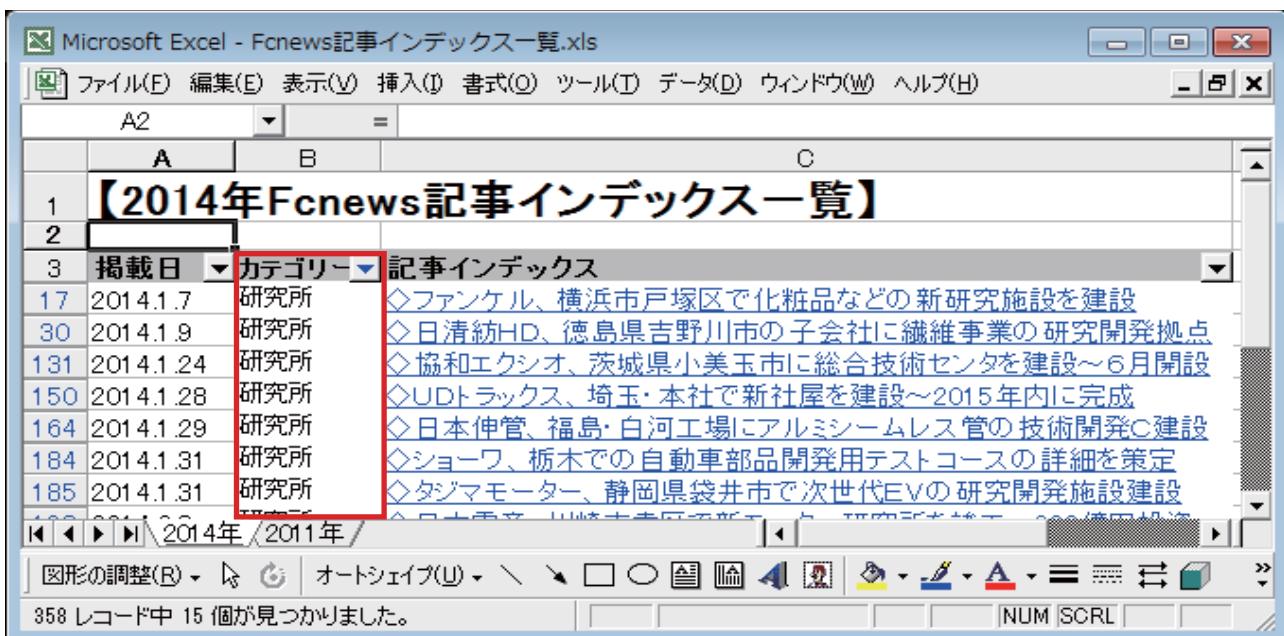 Microsoft Excel - Fcnews記事インデックス一覧.xls
ファイル(F) 編集(E) 表示(V) 挿入(I) 書式(O) ツール(T) データ(D) ウィンドウ(W) ヘルプ(H)
A2 =
A B C
1 【2014年Fcnews記事インデックス一覧】
2
3 掲載日 カテゴリー 記事インデックス
17 2014.1.7 研究所 ◇ファンケル、横浜市戸塚区で化粧品などの新研究施設を建設
30 2014.1.9 研究所 ◇日清紡HD、徳島県吉野川市の子会社に繊維事業の研究開発拠点
131 2014.1.24 研究所 ◇協和エクシオ、茨城県小美玉市に総合技術センタを建設～6月開設
150 2014.1.28 研究所 ◇UDトラックス、埼玉・本社で新社屋を建設～2015年内に完成
164 2014.1.29 研究所 ◇日本伸管、福島・白河工場にアルミシームレス管の技術開発C建設
184 2014.1.31 研究所 ◇ショーワ、栃木での自動車部品開発用テストコースの詳細を策定
185 2014.1.31 研究所 ◇タジマモーター、静岡県袋井市で次世代EVの研究開発施設建設
2014年 2011年
図形の調整(R) オートシェイプ(U)
358 レコード中 15 個が見つかりました。 NUM SCRL